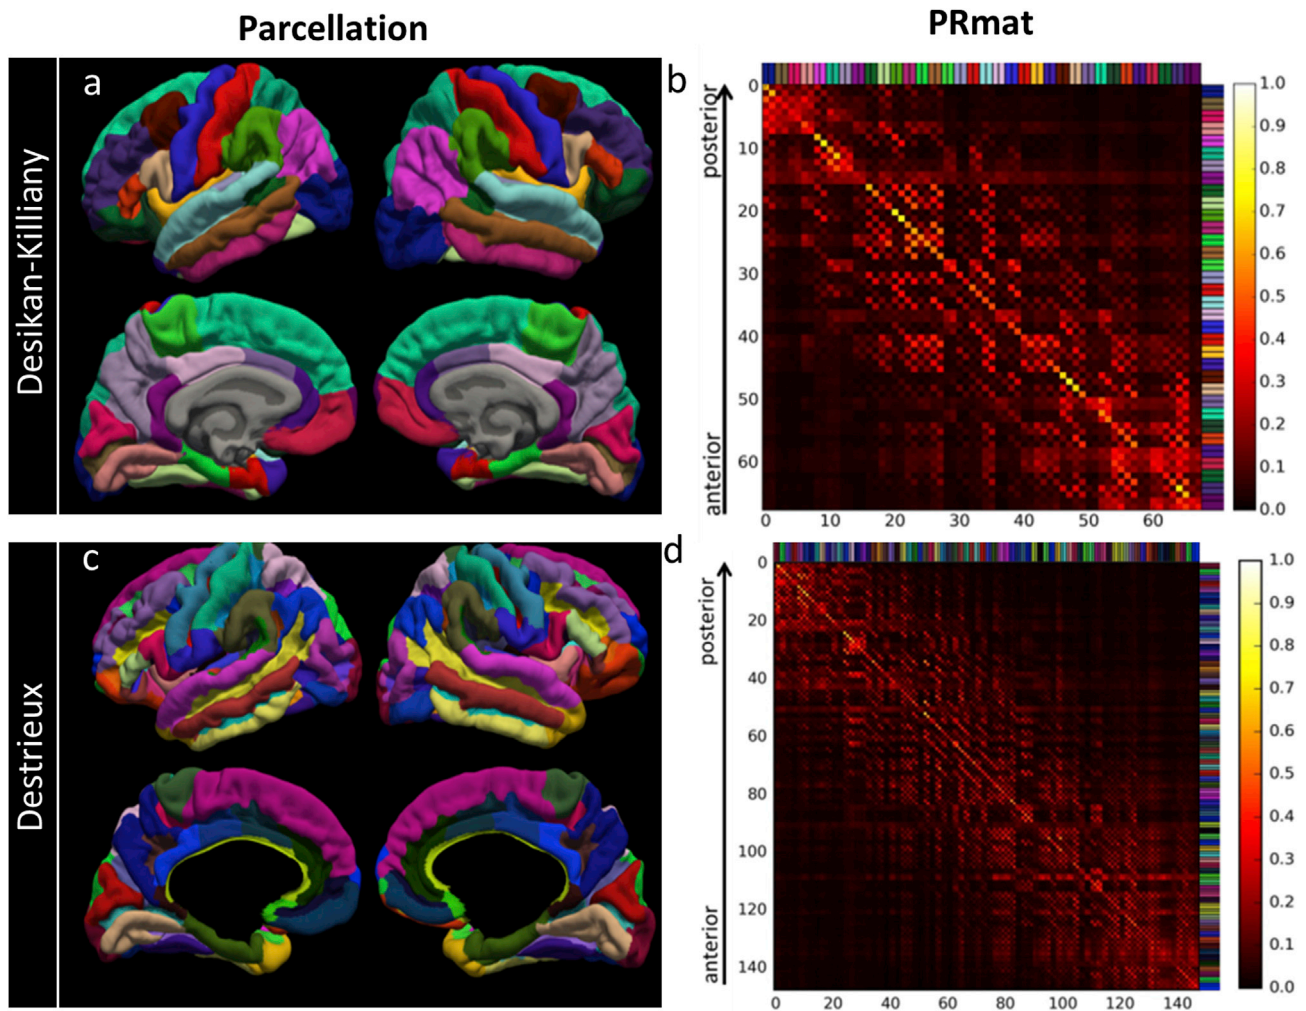 Parcellation
PRmat
Desikan-Killiany
a
b
posterior
anterior
0
10
20
30
40
50
60
0 10 20 30 40 50 60
1.0
0.9
0.8
0.7
0.6
0.5
0.4
0.3
0.2
0.1
0.0
Destrieux
c
d
posterior
anterior
0
20
40
60
80
100
120
140
0 20 40 60 80 100 120 140
1.0
0.9
0.8
0.7
0.6
0.5
0.4
0.3
0.2
0.1
0.0